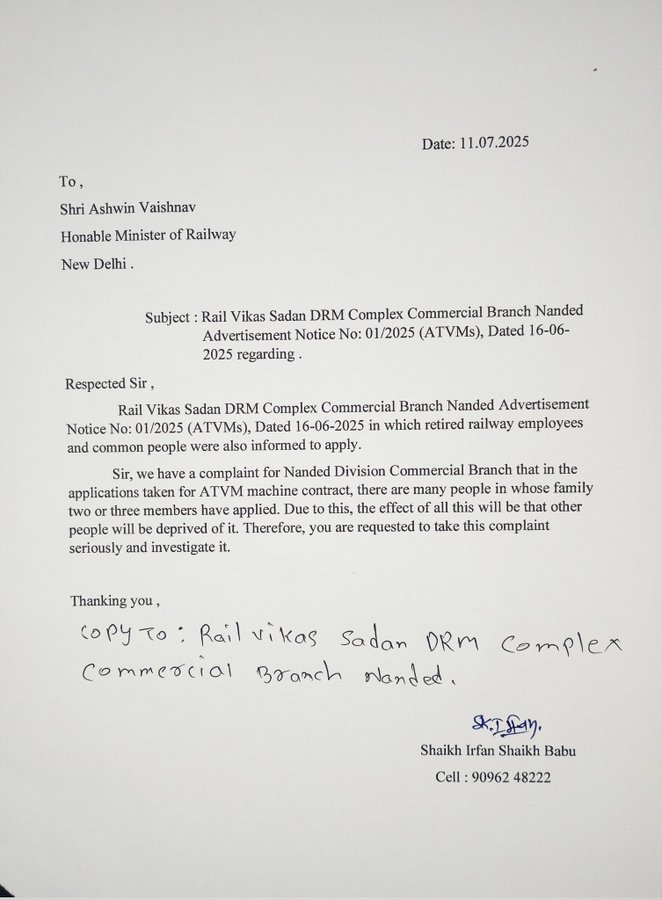 Date: 11.07.2025
To ,
Shri Ashwin Vaishnav
Honable Minister of Railway
New Delhi .
Subject : Rail Vikas Sadan DRM Complex Commercial Branch Nanded
Advertisement Notice No: 01/2025 (ATVMs), Dated 16-06-
2025 regarding .
Respected Sir ,
Rail Vikas Sadan DRM Complex Commercial Branch Nanded Advertisement
Notice No: 01/2025 (ATVMs), Dated 16-06-2025 in which retired railway employees
and common people were also informed to apply.
Sir, we have a complaint for Nanded Division Commercial Branch that in the
applications taken for ATVM machine contract, there are many people in whose family
two or three members have applied. Due to this, the effect of all this will be that other
people will be deprived of it. Therefore, you are requested to take this complaint
seriously and investigate it.
Thanking you ,
COPY TO : Rail vikas Sadan DRM Complex
Commercial Branch Nanded.
SK. Irfan.
Shaikh Irfan Shaikh Babu
Cell : 90962 48222